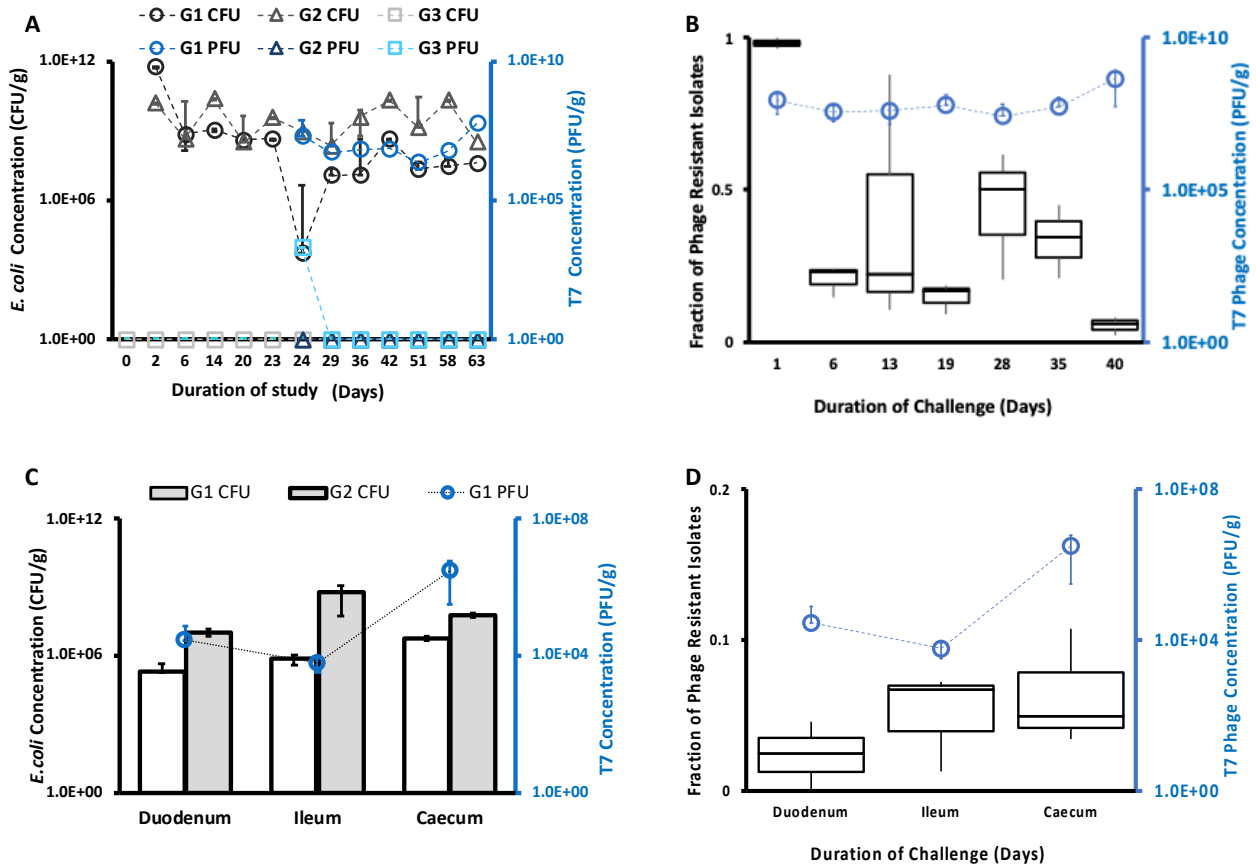 A
G1 CFU G2 CFU G3 CFU
G1 PFU G2 PFU G3 PFU
E. coli Concentration (CFU/g)
1.0E+12
1.0E+06
1.0E+00
T7 Concentration (PFU/g)
1.0E+10
1.0E+05
1.0E+00
0 2 6 14 20 23 24 29 36 42 51 58 63
Duration of study (Days)
B
Fraction of Phage Resistant Isolates
1
0.5
0
T7 Phage Concentration (PFU/g)
1.0E+10
1.0E+05
1.0E+00
1 6 13 19 28 35 40
Duration of Challenge (Days)
C
G1 CFU G2 CFU G1 PFU
E.coli Concentration (CFU/g)
1.0E+12
1.0E+06
1.0E+00
T7 Concentration (PFU/g)
1.0E+08
1.0E+04
1.0E+00
Duodenum Ileum Caecum
D
Fraction of Phage Resistant Isolates
0.2
0.1
0
T7 Phage Concentration (PFU/g)
1.0E+08
1.0E+04
1.0E+00
Duodenum Ileum Caecum
Duration of Challenge (Days)